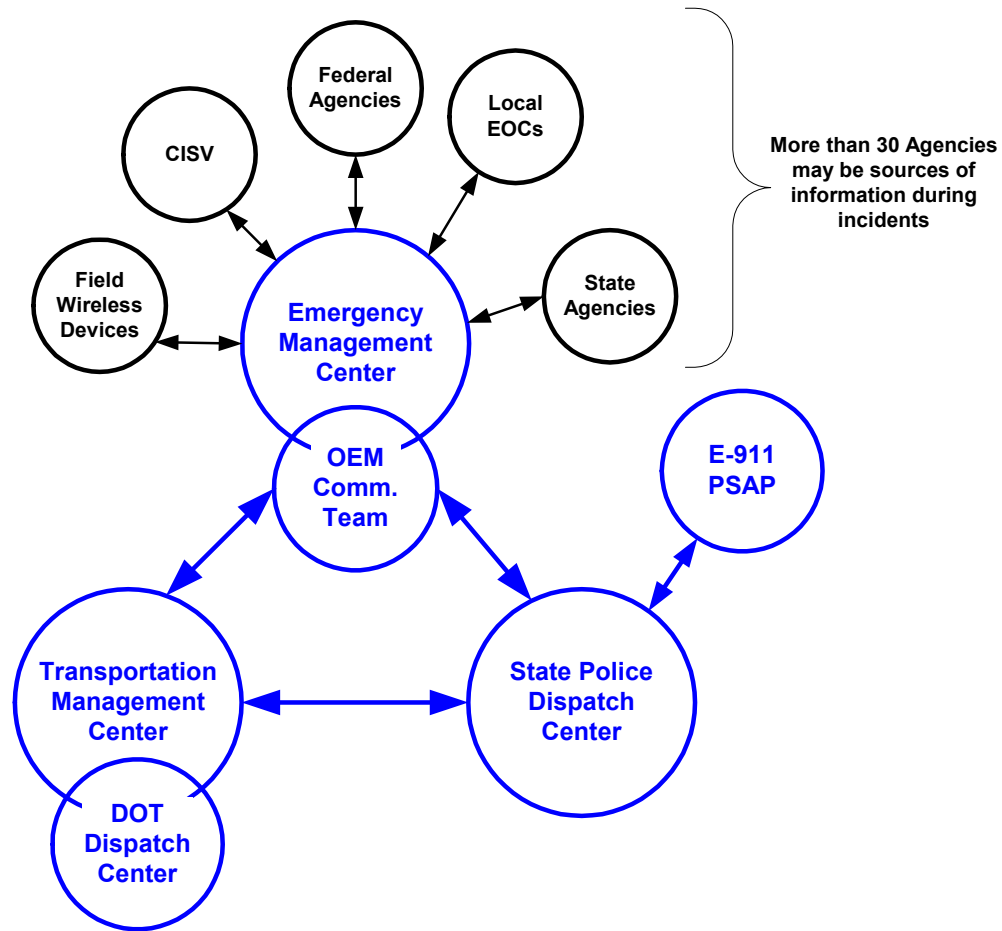 Federal
Agencies
Local
EOCs
CISV
More than 30 Agencies
may be sources of
information during
incidents
Field
Wireless
Devices
State
Agencies
Emergency
Management
Center
OEM
Comm.
Team
E-911
PSAP
Transportation
Management
Center
State Police
Dispatch
Center
DOT
Dispatch
Center